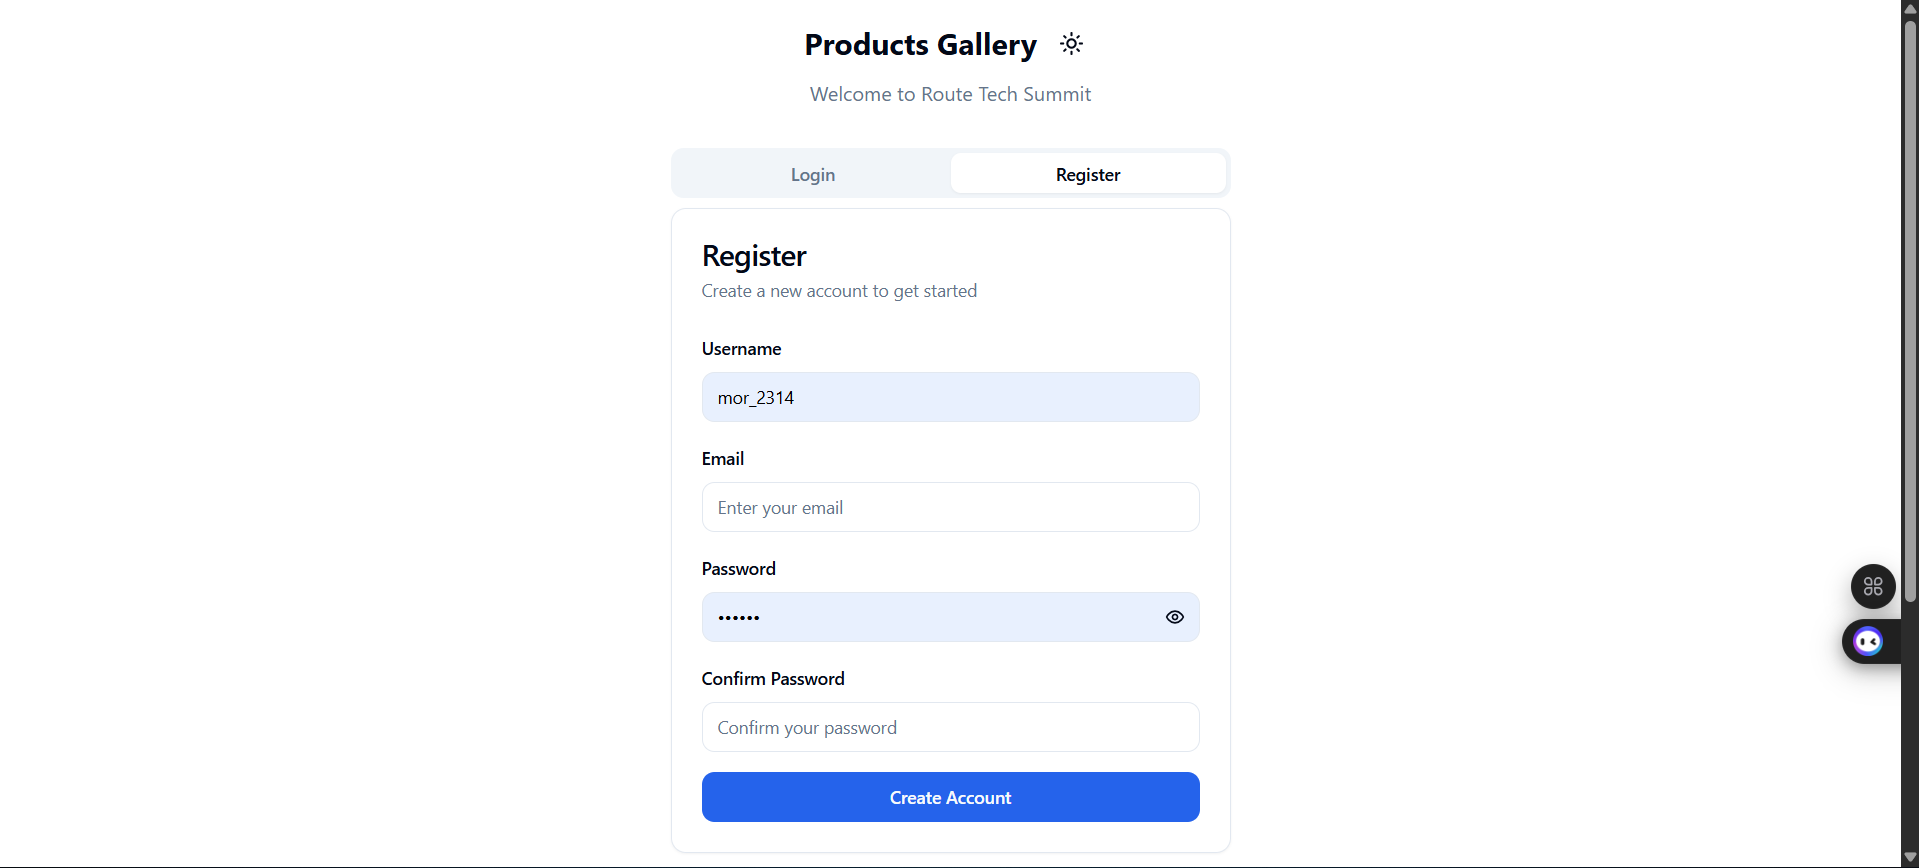 Products Gallery
Welcome to Route Tech Summit
Login Register
Register
Create a new account to get started
Username
mor_2314
Email
Enter your email
Password
••••••
Confirm Password
Confirm your password
Create Account